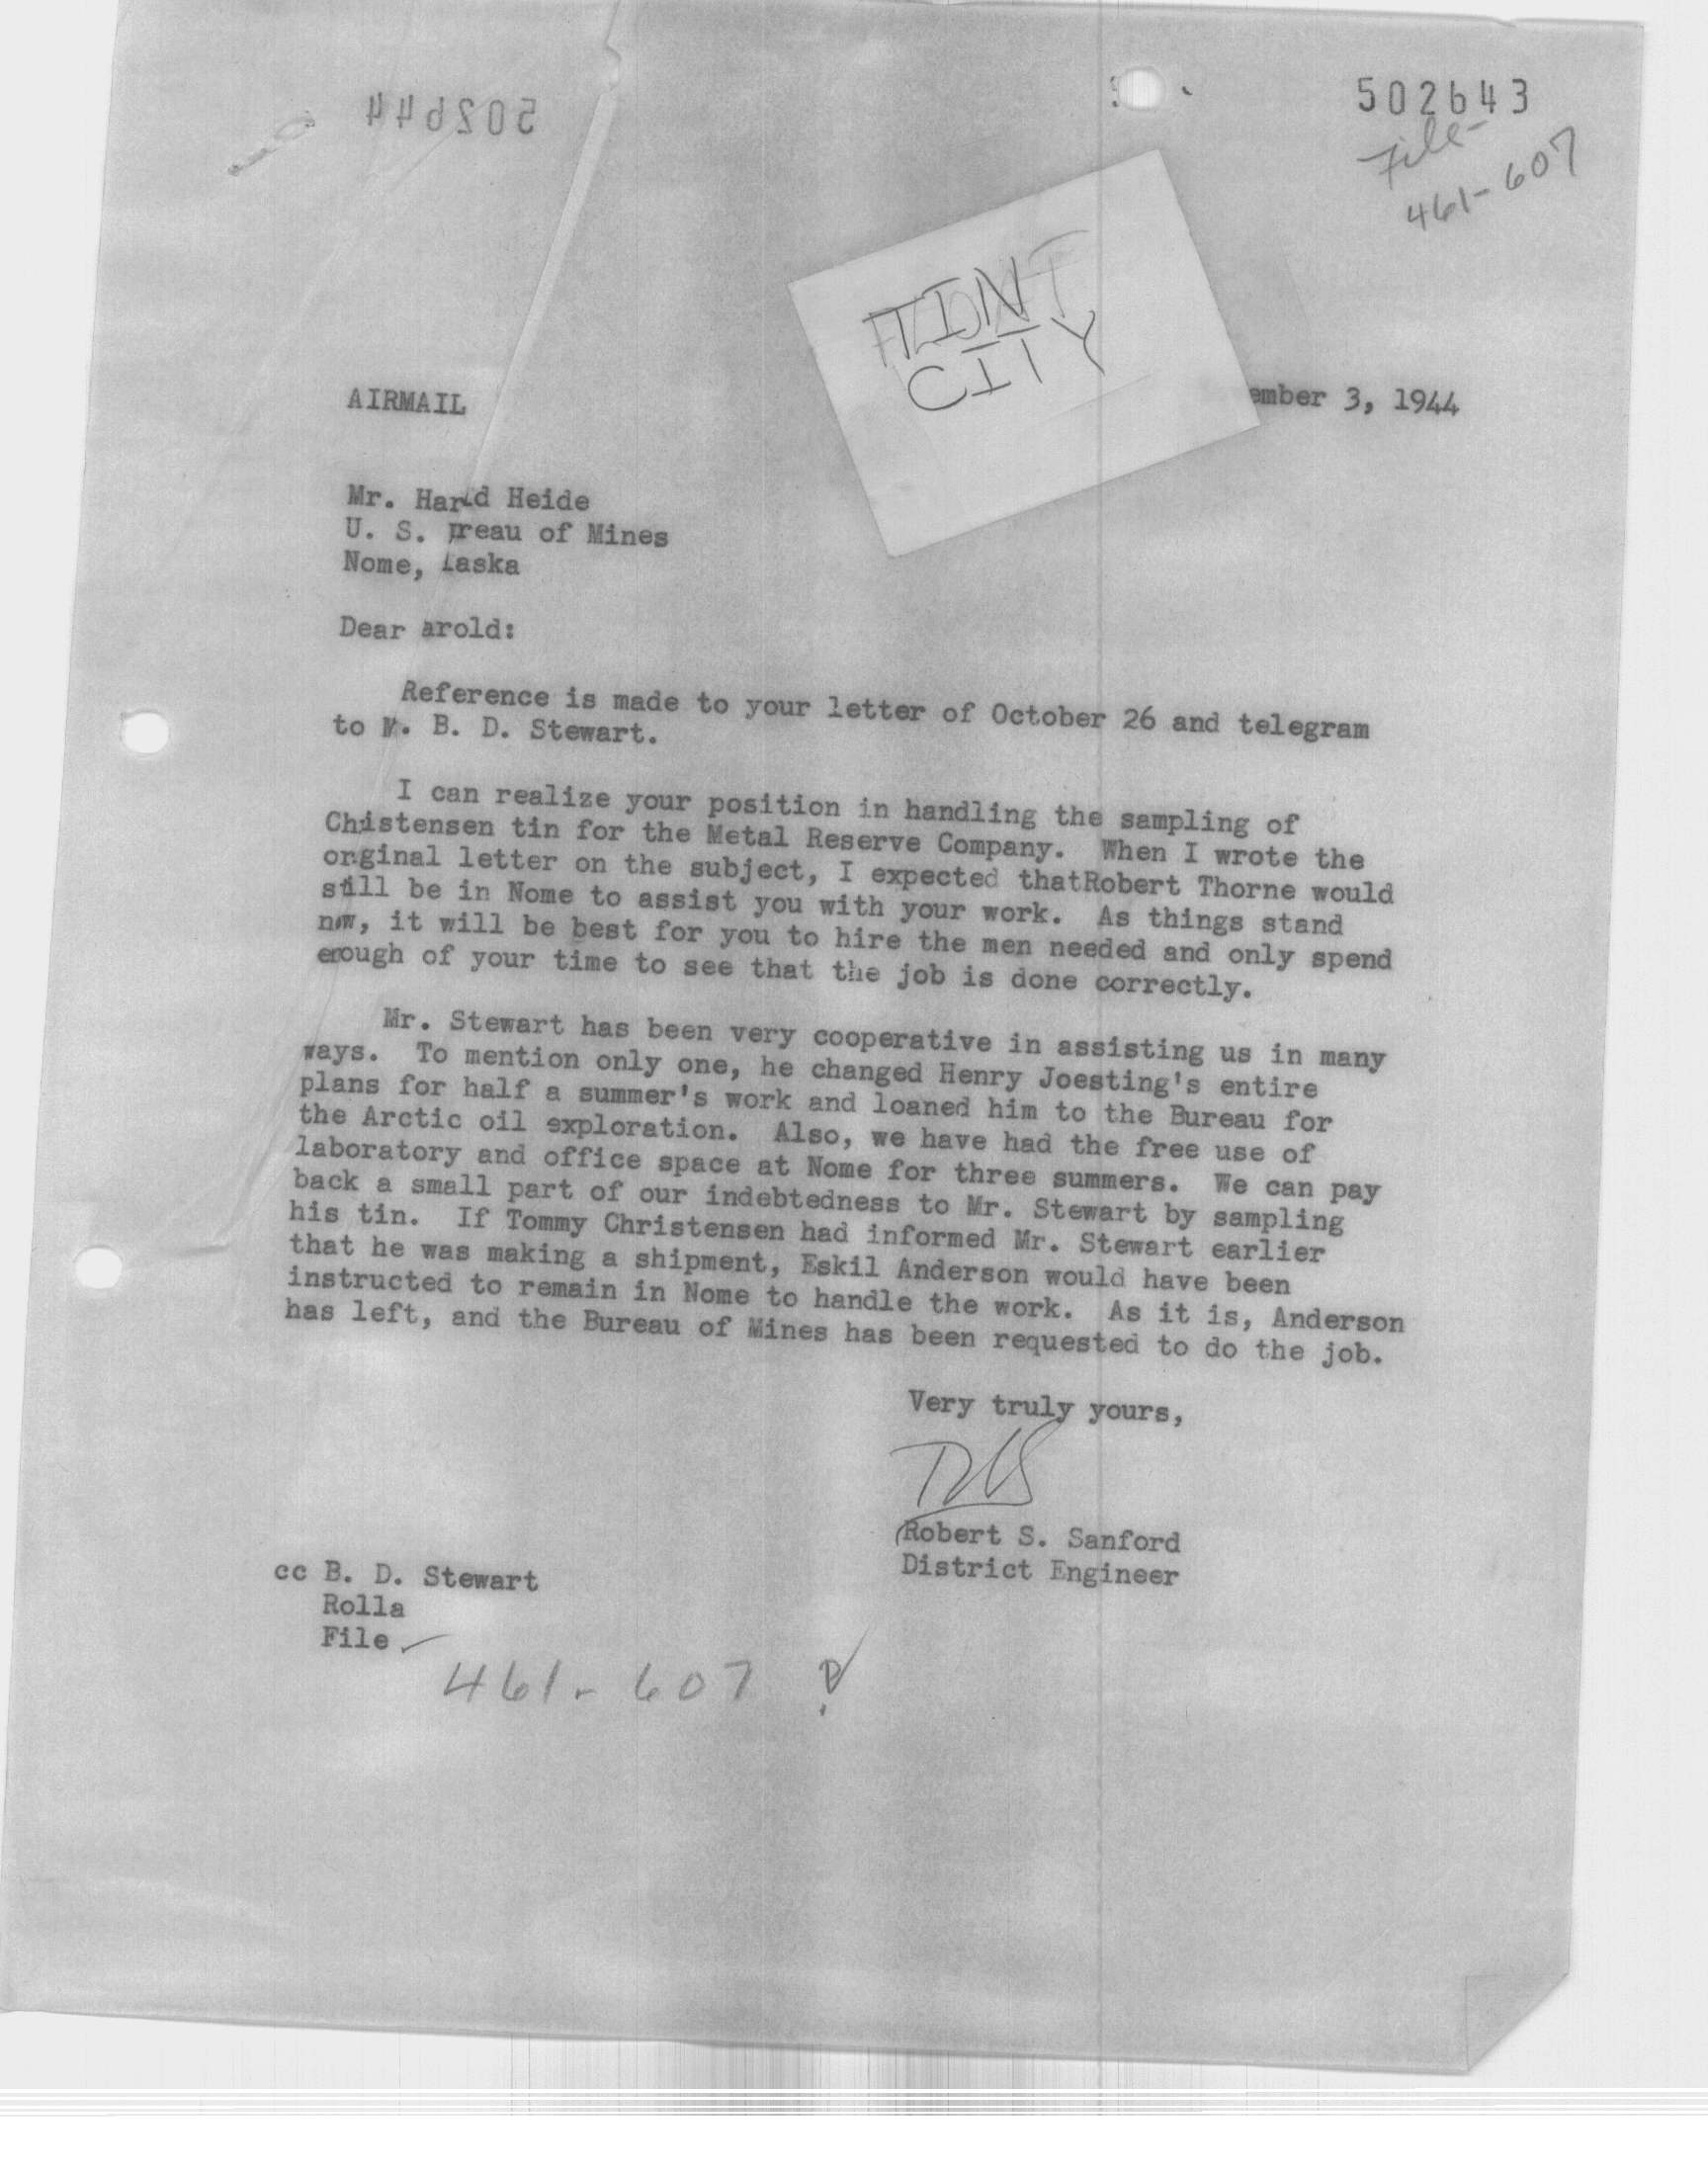 502644
502643
File-
461-607
TIN
CITY
AIRMAIL
ember 3, 1944
Mr. Harld Heide
U. S. reau of Mines
Nome, laska
Dear arold:
Reference is made to your letter of October 26 and telegram
to M. B. D. Stewart.
I can realize your position in handling the sampling of
Chistensen tin for the Metal Reserve Company. When I wrote the
orginal letter on the subject, I expected thatRobert Thorne would
still be in Nome to assist you with your work. As things stand
now, it will be best for you to hire the men needed and only spend
enough of your time to see that the job is done correctly.
Mr. Stewart has been very cooperative in assisting us in many
ways. To mention only one, he changed Henry Joesting's entire
plans for half a summer's work and loaned him to the Bureau for
the Arctic oil exploration. Also, we have had the free use of
laboratory and office space at Nome for three summers. We can pay
back a small part of our indebtedness to Mr. Stewart by sampling
his tin. If Tommy Christensen had informed Mr. Stewart earlier
that he was making a shipment, Eskil Anderson would have been
instructed to remain in Nome to handle the work. As it is, Anderson
has left, and the Bureau of Mines has been requested to do the job.
Very truly yours,
Robert S. Sanford
District Engineer
cc B. D. Stewart
Rolla
File
461-607